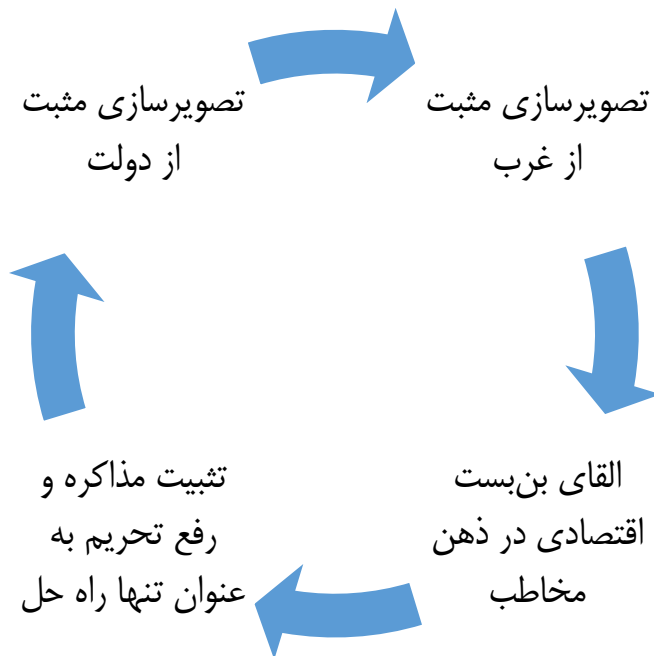 تصویرسازی مثبت
از غرب
القای بن‌بست
اقتصادی در ذهن
مخاطب
تثبیت مذاکره و
رفع تحریم به
عنوان تنها راه حل
تصویرسازی مثبت
از دولت